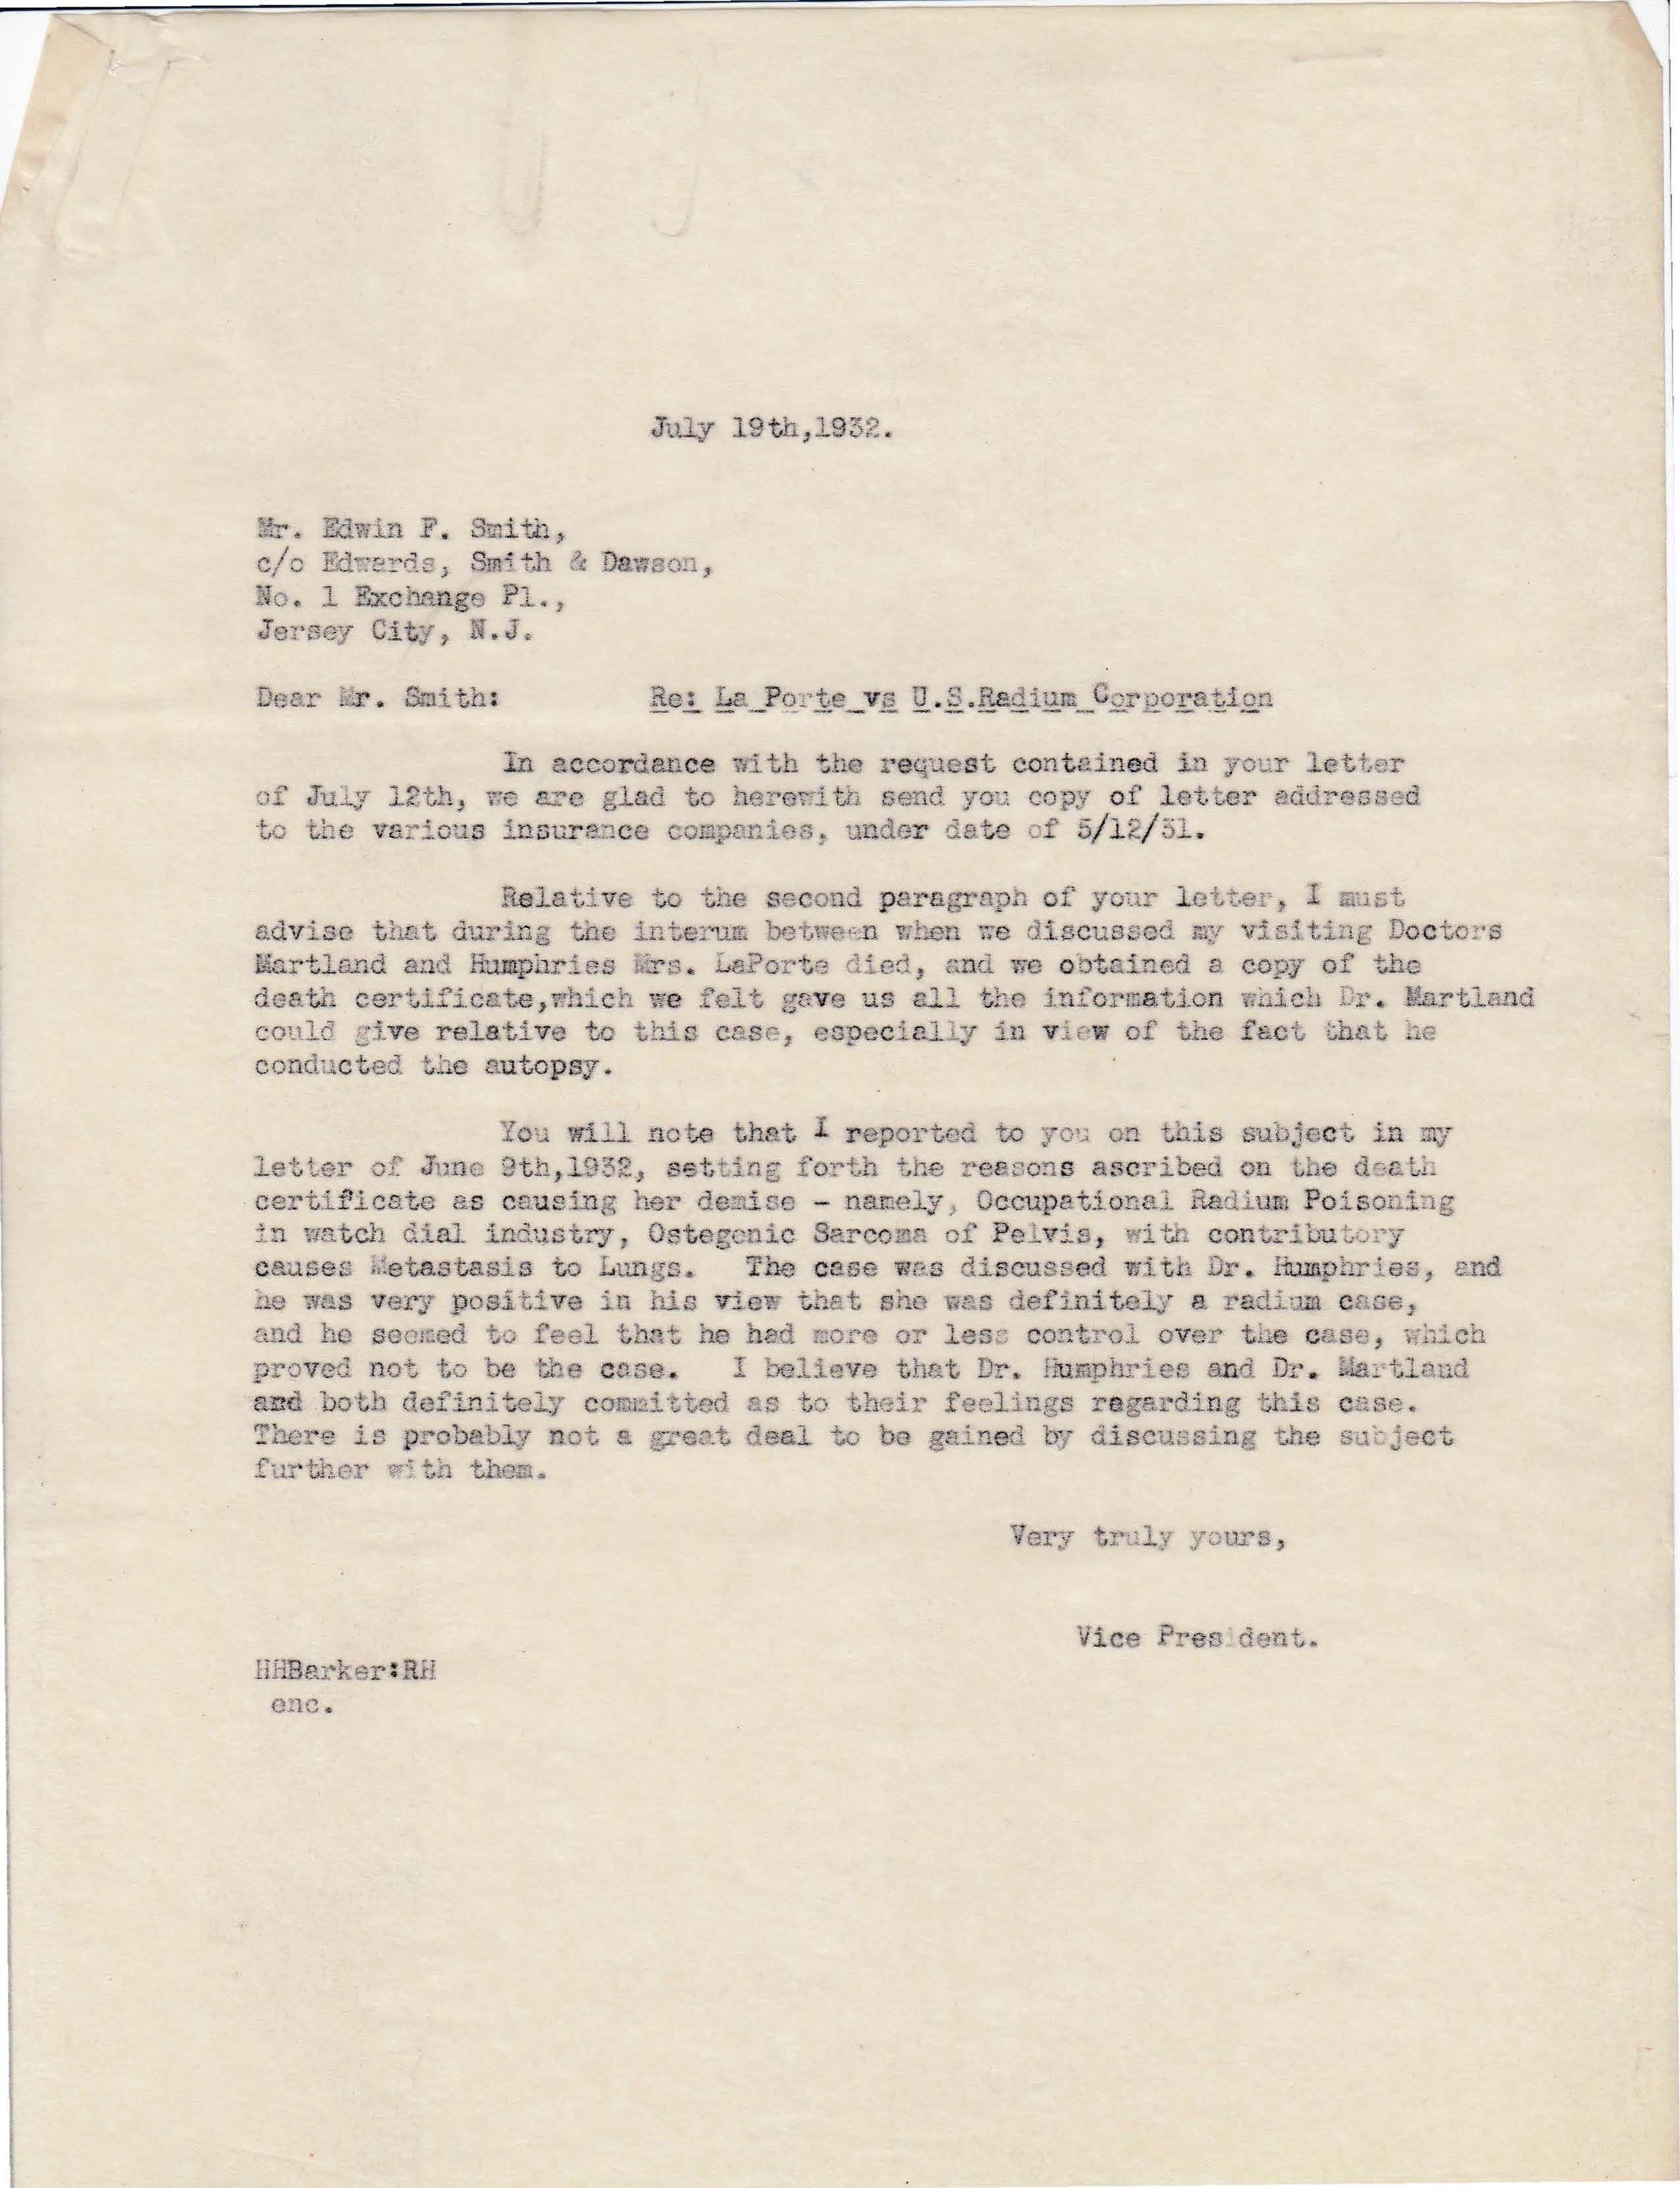 July 19th,1932.
Mr. Edwin F. Smith,
c/o Edwards, Smith & Dawson,
No. 1 Exchange Pl.,
Jersey City, N.J.
Dear Mr. Smith: Re: La Porte vs U.S.Radium Corporation
In accordance with the request contained in your letter
of July 12th, we are glad to herewith send you copy of letter addressed
to the various insurance companies, under date of 5/12/31.
Relative to the second paragraph of your letter, I must
advise that during the interum between when we discussed my visiting Doctors
Martland and Humphries Mrs. LaPorte died, and we obtained a copy of the
death certificate,which we felt gave us all the information which Dr. Martland
could give relative to this case, especially in view of the fact that he
conducted the autopsy.
You will note that I reported to you on this subject in my
letter of June 9th,1932, setting forth the reasons ascribed on the death
certificate as causing her demise - namely, Occupational Radium Poisoning
in watch dial industry, Ostegenic Sarcoma of Pelvis, with contributory
causes Metastasis to Lungs. The case was discussed with Dr. Humphries, and
he was very positive in his view that she was definitely a radium case,
and he seemed to feel that he had more or less control over the case, which
proved not to be the case. I believe that Dr. Humphries and Dr. Martland
and both definitely committed as to their feelings regarding this case.
There is probably not a great deal to be gained by discussing the subject
further with them.
Very truly yours,
Vice President.
HHBarker:RH
enc.